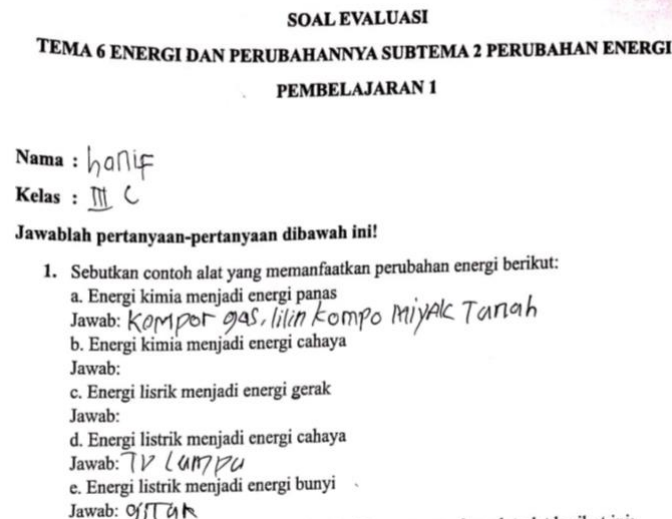 SOAL EVALUASI
TEMA 6 ENERGI DAN PERUBAHANNYA SUBTEMA 2 PERUBAHAN ENERGI
PEMBELAJARAN 1
Nama : hanif
Kelas : III C
Jawablah pertanyaan-pertanyaan dibawah ini!
1. Sebutkan contoh alat yang memanfaatkan perubahan energi berikut:
a. Energi kimia menjadi energi panas
Jawab: Kompor gas, lilin kompo MiyAk Tanah
b. Energi kimia menjadi energi cahaya
Jawab:
c. Energi lisrik menjadi energi gerak
Jawab:
d. Energi listrik menjadi energi cahaya
Jawab: TV Lampu
e. Energi listrik menjadi energi bunyi
Jawab: